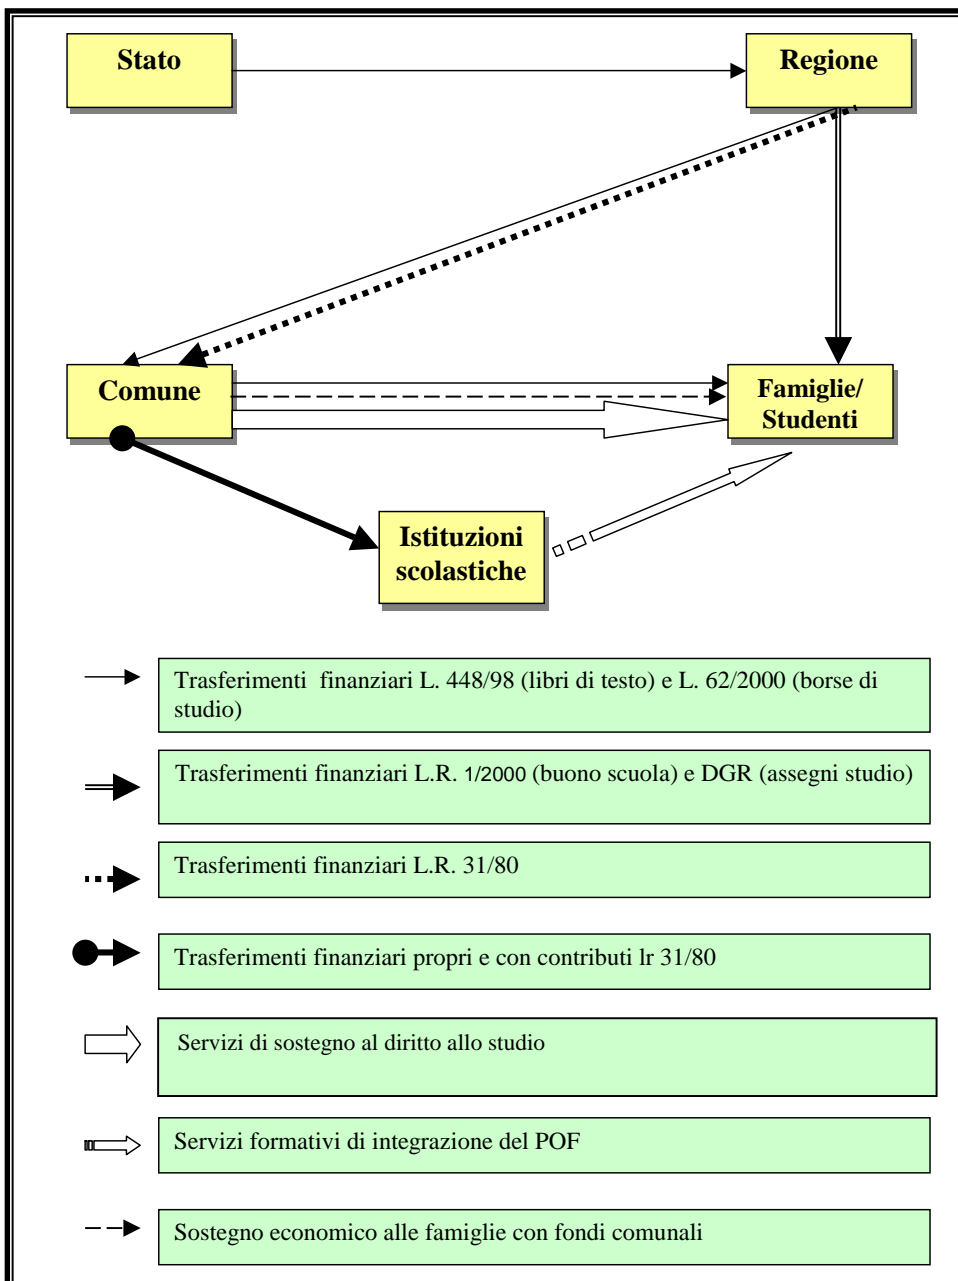 Stato
Regione
Comune
Famiglie/
Studenti
Istituzioni
scolastiche
Trasferimenti finanziari L. 448/98 (libri di testo) e L. 62/2000 (borse di
studio)
Trasferimenti finanziari L.R. 1/2000 (buono scuola) e DGR (assegni studio)
Trasferimenti finanziari L.R. 31/80
Trasferimenti finanziari propri e con contributi lr 31/80
Servizi di sostegno al diritto allo studio
Servizi formativi di integrazione del POF
Sostegno economico alle famiglie con fondi comunali